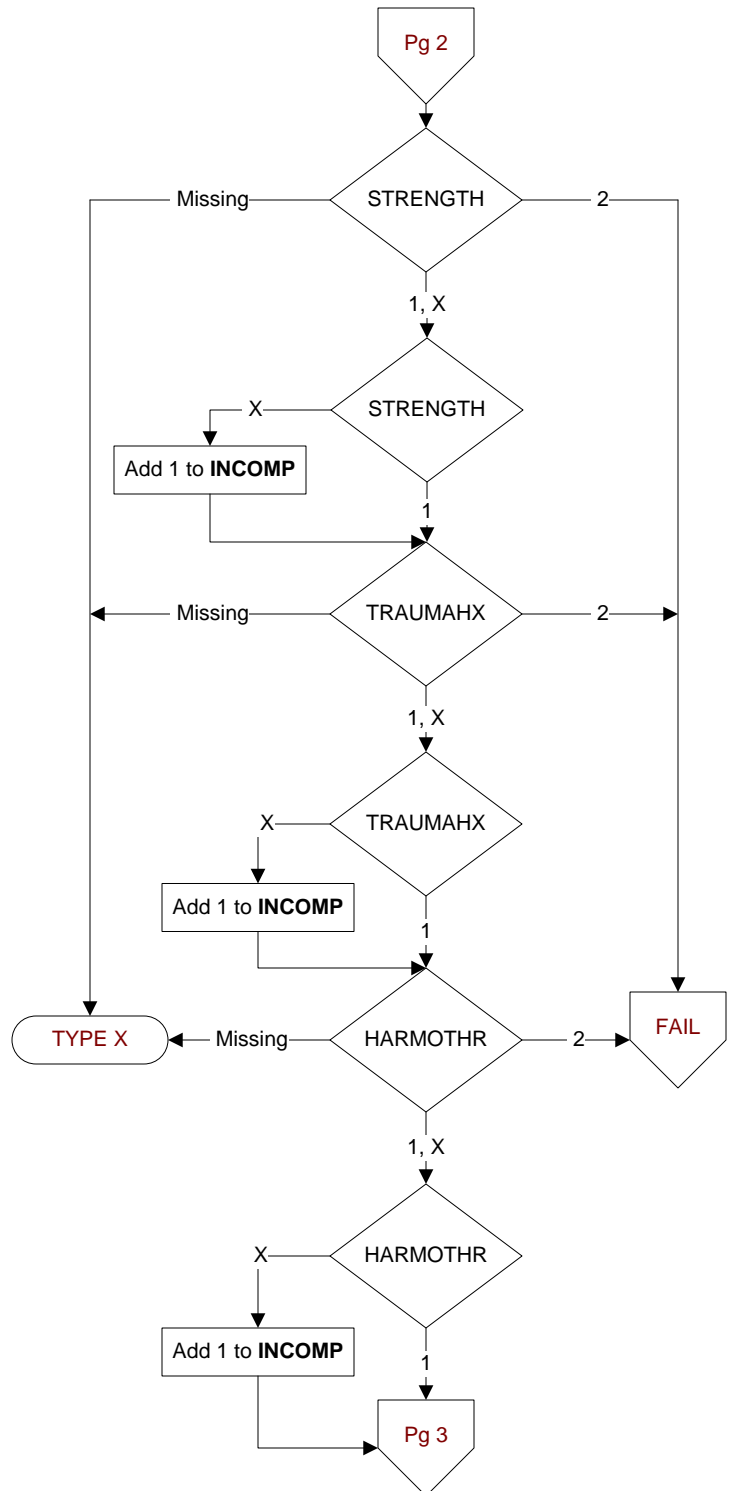 Pg 2
Missing
STRENGTH
2
1, X
X
STRENGTH
Add 1 to INCOMP
1
Missing
TRAUMAHX
2
1, X
X
TRAUMAHX
Add 1 to INCOMP
1
TYPE X
Missing
HARMOTHR
2
FAIL
1, X
X
HARMOTHR
Add 1 to INCOMP
1
Pg 3